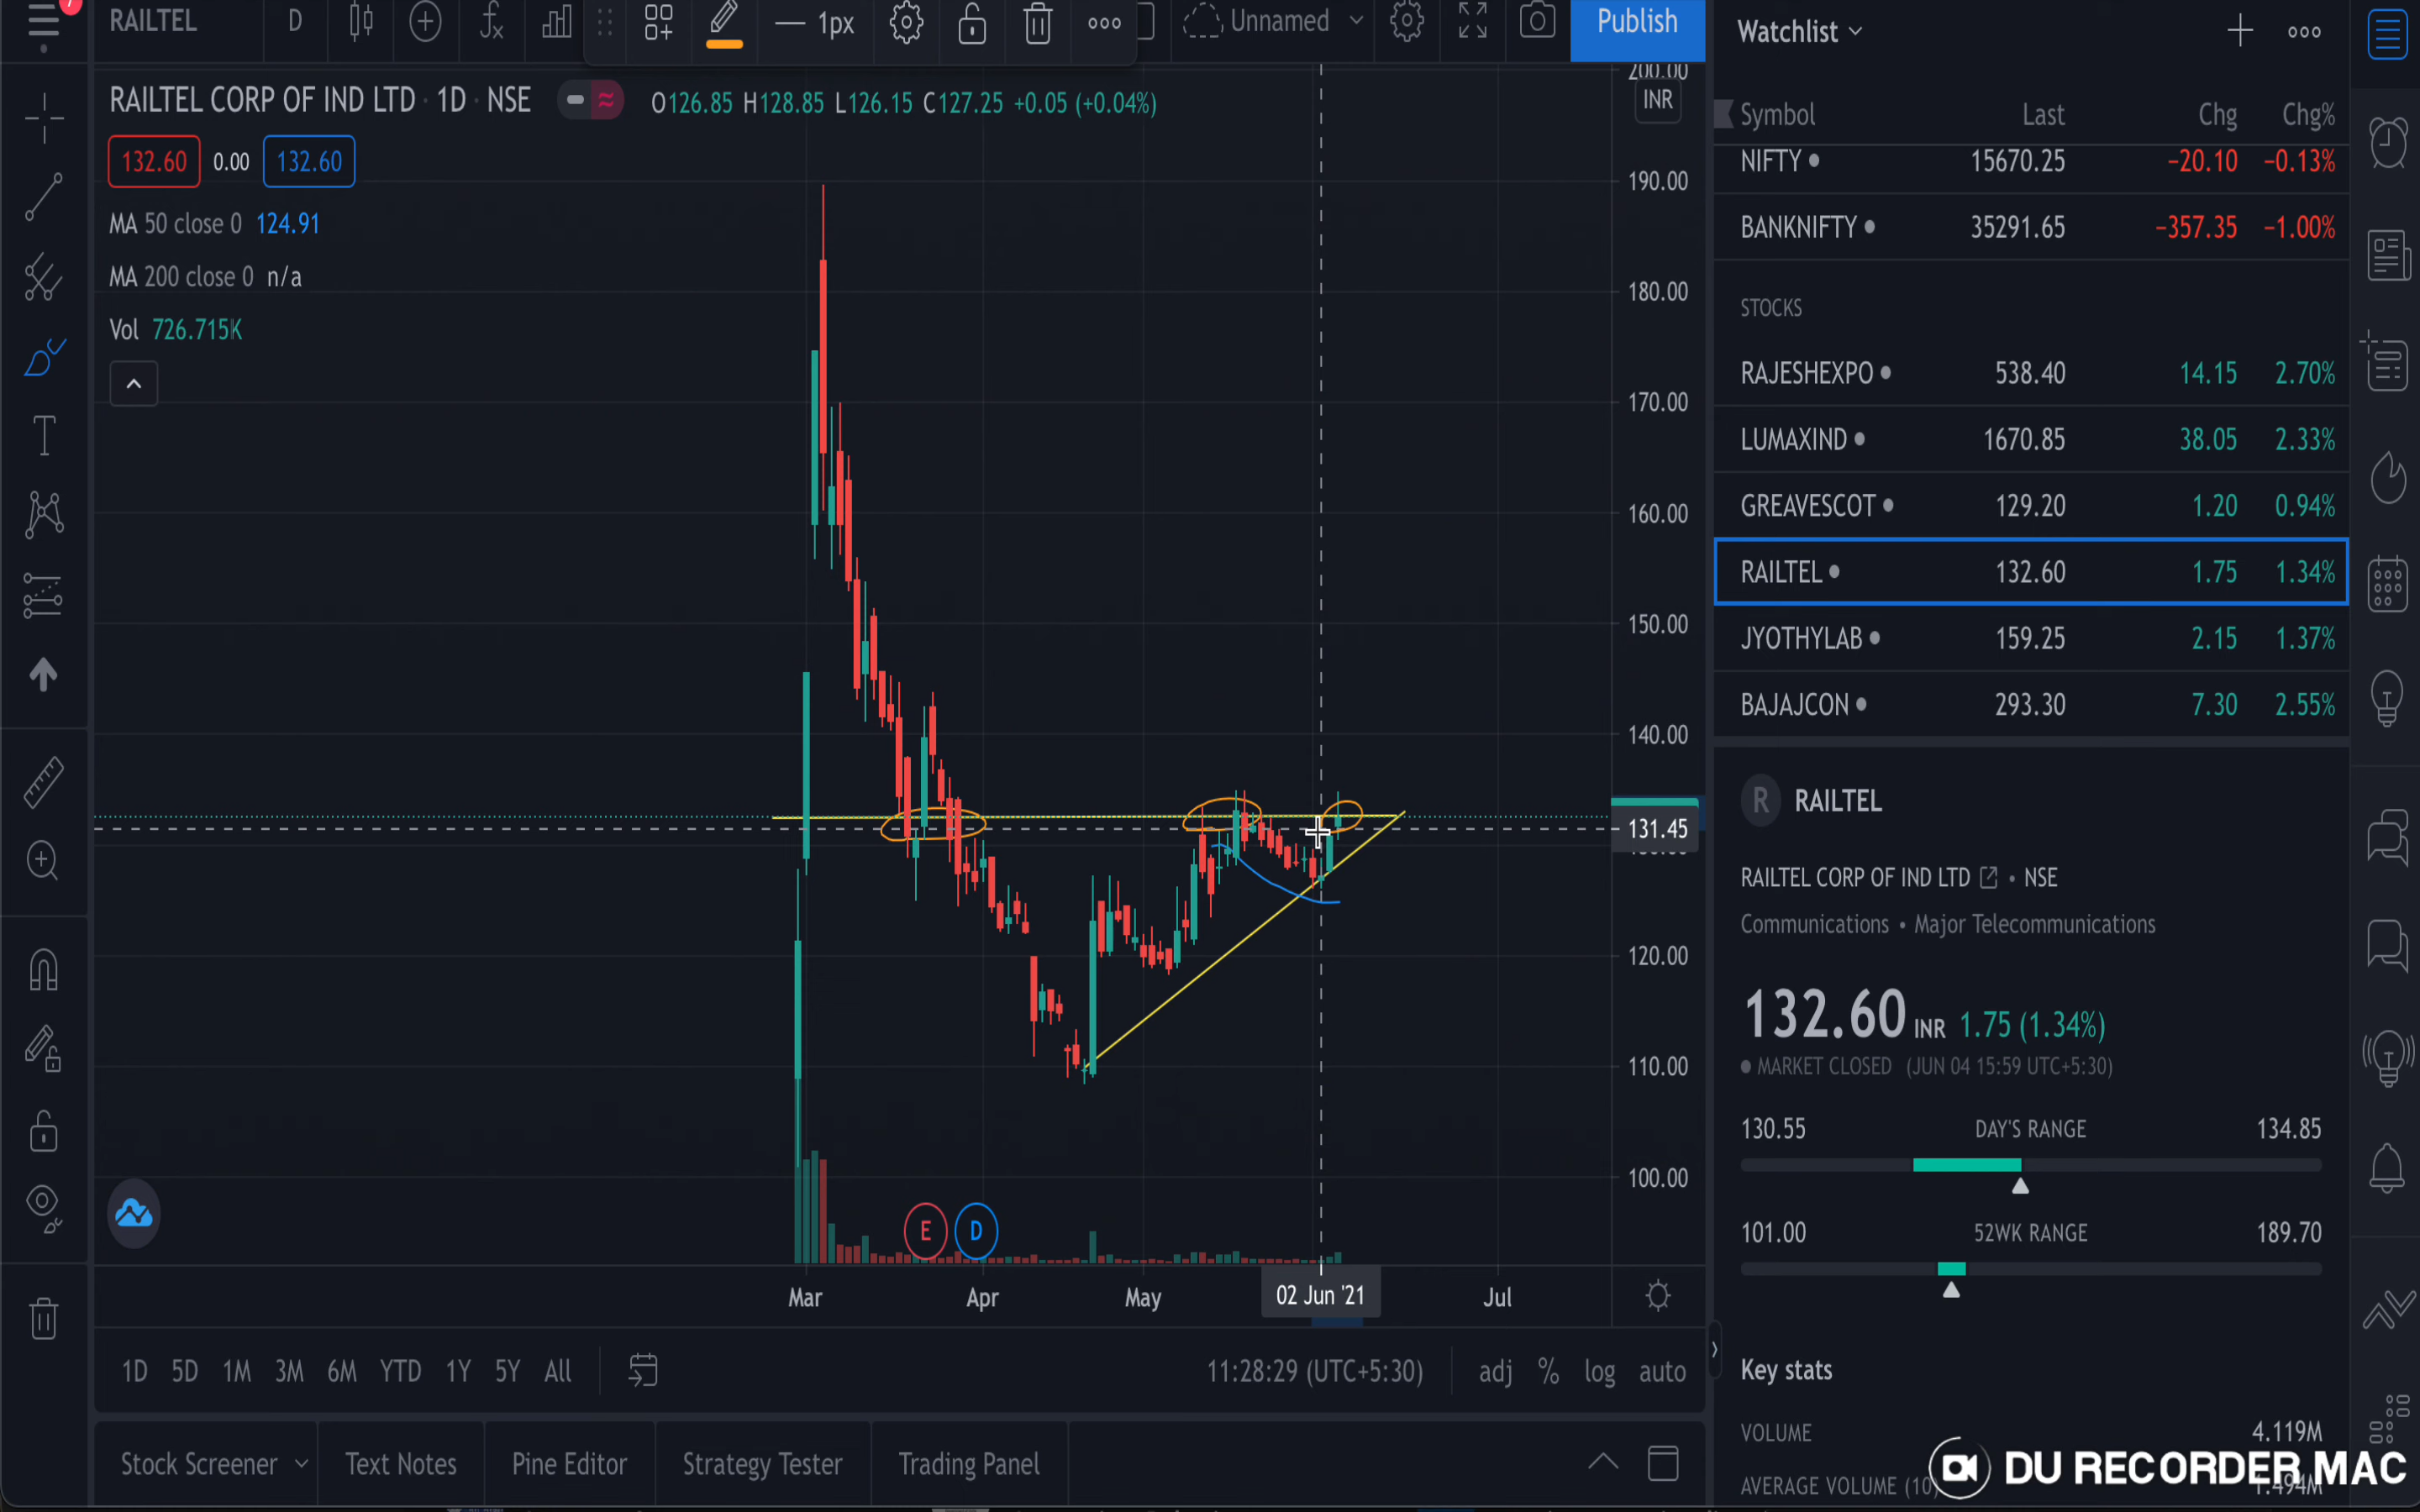 7
RAILTEL D 1px Unnamed Publish
RAILTEL CORP OF IND LTD · 1D · NSE O126.85 H128.85 L126.15 C127.25 +0.05 (+0.04%)
132.60 0.00 132.60
MA 50 close 0 124.91
MA 200 close 0 n/a
Vol 726.715K
200.00
INR
190.00
180.00
170.00
160.00
150.00
140.00
131.45
120.00
110.00
100.00
E D
Mar Apr May 02 Jun '21 Jul
1D 5D 1M 3M 6M YTD 1Y 5Y All 11:28:29 (UTC+5:30) adj % log auto
Stock Screener Text Notes Pine Editor Strategy Tester Trading Panel
Watchlist
Symbol Last Chg Chg%
NIFTY 15670.25 −20.10 −0.13%
BANKNIFTY 35291.65 −357.35 −1.00%
STOCKS
RAJESHEXPO 538.40 14.15 2.70%
LUMAXIND 1670.85 38.05 2.33%
GREAVESCOT 129.20 1.20 0.94%
RAILTEL 132.60 1.75 1.34%
JYOTHYLAB 159.25 2.15 1.37%
BAJAJCON 293.30 7.30 2.55%
R RAILTEL
RAILTEL CORP OF IND LTD • NSE
Communications • Major Telecommunications
132.60 INR 1.75 (1.34%)
MARKET CLOSED (JUN 04 15:59 UTC+5:30)
130.55 DAY'S RANGE 134.85
101.00 52WK RANGE 189.70
Key stats
VOLUME 4.119M
DU RECORDER MAC
AVERAGE VOLUME (10)